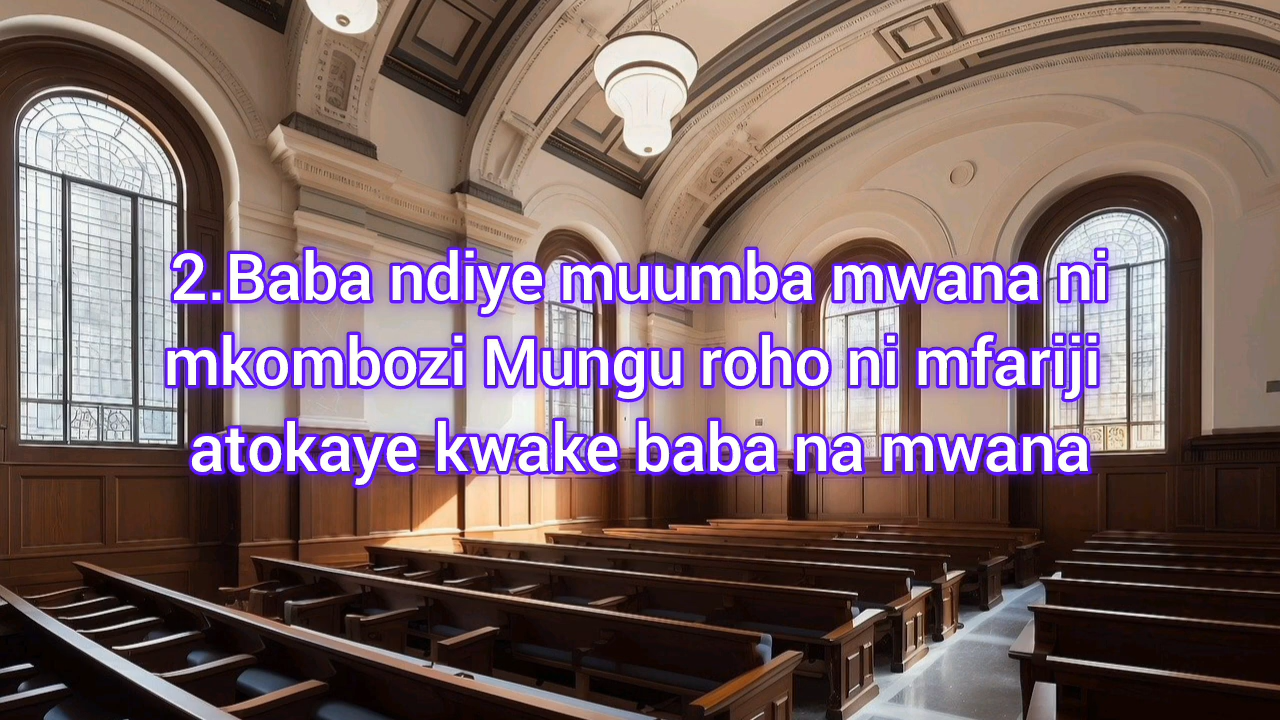 2.Baba ndiye muumba mwana ni
mkombozi Mungu roho ni mfariji
atokaye kwake baba na mwana